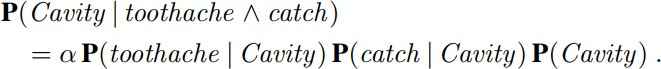 P(Cavity | toothache ∧ catch)
= α P(toothache | Cavity) P(catch | Cavity) P(Cavity) .